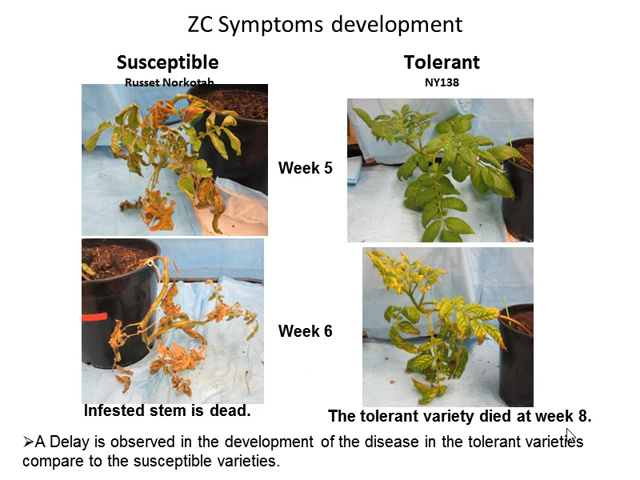 ZC Symptoms development
Susceptible
Russet Norkotah
Tolerant
NY138
Week 5
Week 6
Infested stem is dead.
The tolerant variety died at week 8.
➢A Delay is observed in the development of the disease in the tolerant varieties
compare to the susceptible varieties.